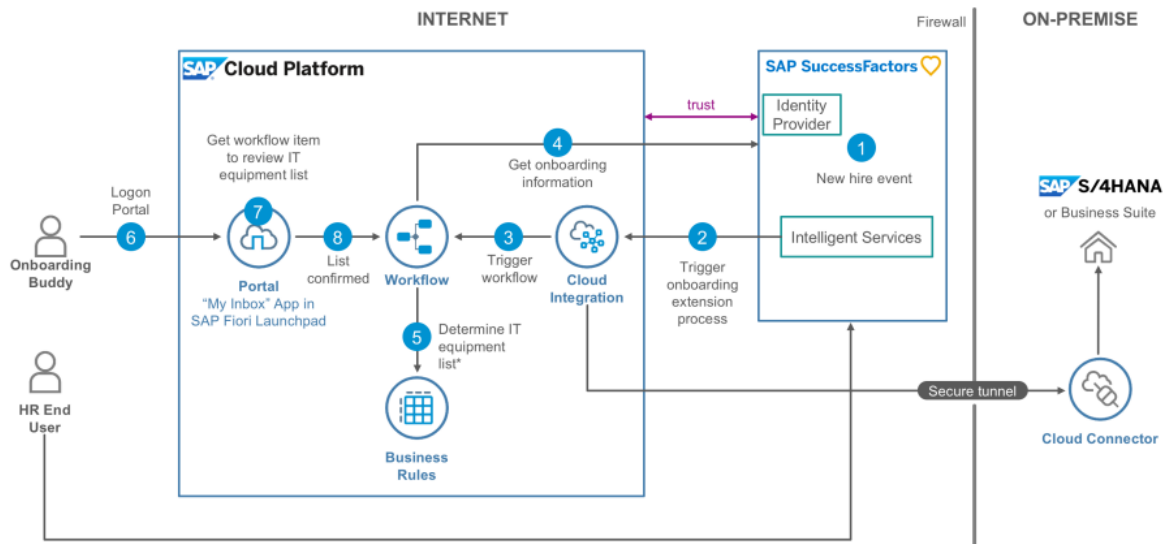 INTERNET
Firewall
ON-PREMISE
SAP Cloud Platform
SAP SuccessFactors
trust
Identity
Provider
Get workflow item
to review IT
equipment list
4
Get onboarding
information
1
New hire event
SAP S/4HANA
or Business Suite
Logon
Portal
6
7
8
List
confirmed
3
Trigger
workflow
2
Trigger
onboarding
extension
process
Intelligent Services
Onboarding
Buddy
Portal
"My Inbox" App in
SAP Fiori Launchpad
Workflow
Cloud
Integration
5
Determine IT
equipment
list*
HR End
User
Business
Rules
Secure tunnel
Cloud Connector